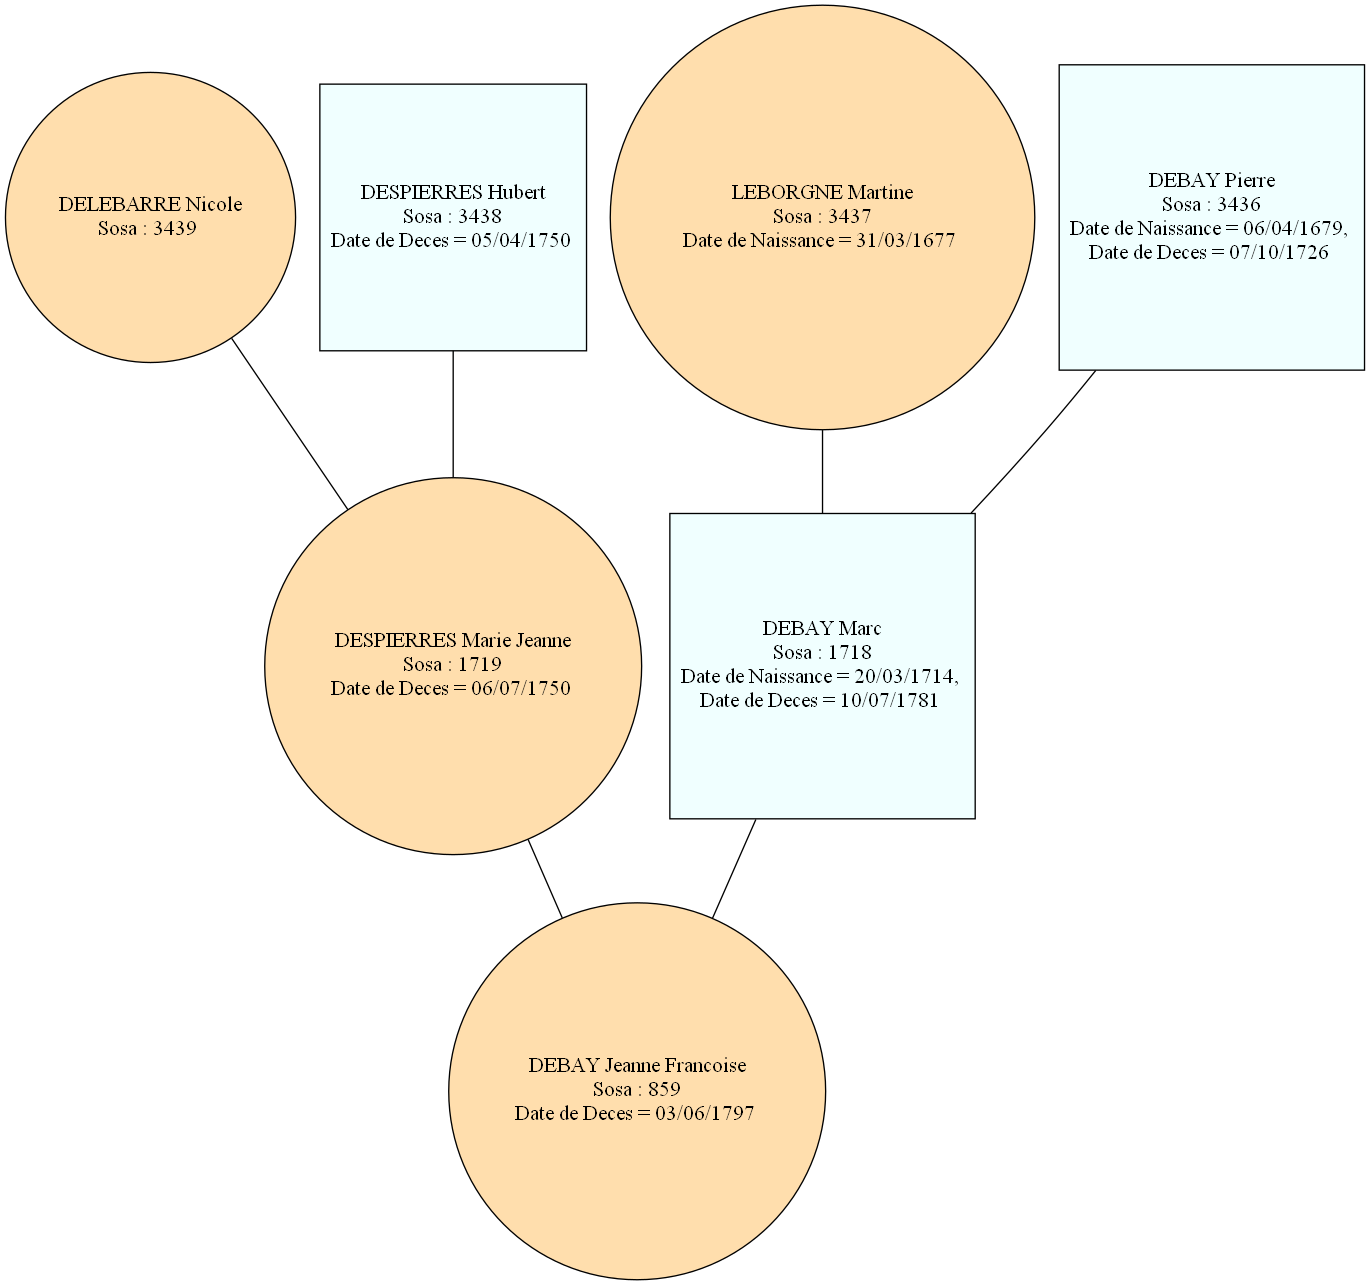 DELEBARRE Nicole
Sosa : 3439
DESPIERRES Hubert
Sosa : 3438
Date de Deces = 05/04/1750
LEBORGNE Martine
Sosa : 3437
Date de Naissance = 31/03/1677
DEBAY Pierre
Sosa : 3436
Date de Naissance = 06/04/1679,
Date de Deces = 07/10/1726
DESPIERRES Marie Jeanne
Sosa : 1719
Date de Deces = 06/07/1750
DEBAY Marc
Sosa : 1718
Date de Naissance = 20/03/1714,
Date de Deces = 10/07/1781
DEBAY Jeanne Francoise
Sosa : 859
Date de Deces = 03/06/1797